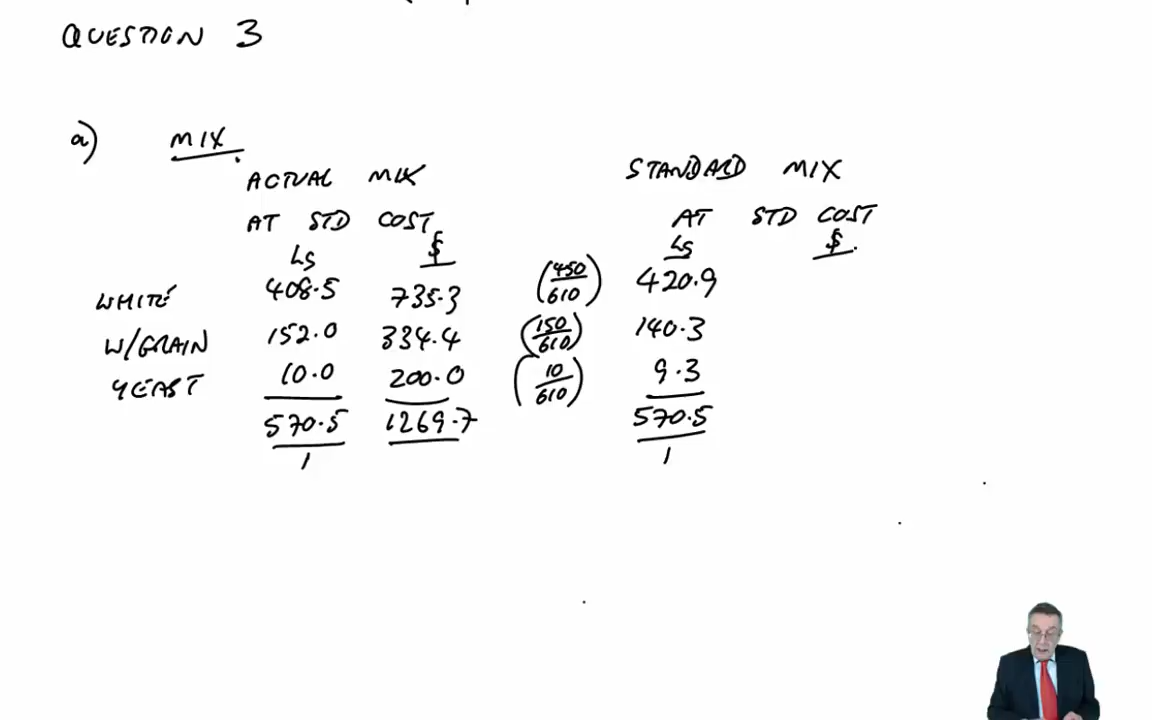 QUESTION 3
a) MIX
ACTUAL MIX STANDARD MIX
AT STD COST AT STD COST
$ $
WHITE 408.5 735.3 (450/610) 420.9
W/GRAIN 152.0 334.4 (150/610) 140.3
YEAST 10.0 200.0 (10/610) 9.3
570.5 1269.7 570.5